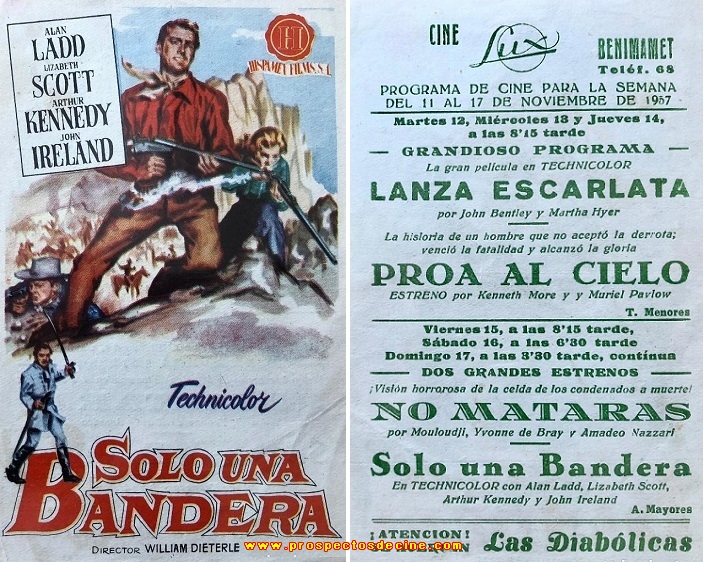 ALAN
LADD
LIZABETH
SCOTT
ARTHUR
KENNEDY
JOHN
IRELAND
HF
HISPAMEX FILMS, S.A.
Technicolor
SOLO UNA
BANDERA
DIRECTOR WILLIAM DIETERLE
CINE Lux BENIMAMET
Teléf. 68
PROGRAMA DE CINE PARA LA SEMANA
DEL 11 AL 17 DE NOVIEMBRE DE 1957
Martes 12, Miércoles 13 y Jueves 14,
a las 8'15 tarde
GRANDIOSO PROGRAMA
La gran película en TECHNICOLOR
LANZA ESCARLATA
por John Bentley y Martha Hyer
La historia de un hombre que no aceptó la derrota;
venció la fatalidad y alcanzó la gloria
PROA AL CIELO
ESTRENO por Kenneth More y y Muriel Pavlow
T. Menores
Viernes 15, a las 8'15 tarde,
Sábado 16, a las 6'30 tarde
Domingo 17, a las 3'30 tarde, contínua
DOS GRANDES ESTRENOS
¡Visión horrorosa de la celda de los condenados a muerte!
NO MATARAS
por Mouloudji, Yvonne de Bray y Amadeo Nazzari
Solo una Bandera
En TECHNICOLOR con Alan Ladd, Lizabeth Scott,
Arthur Kennedy y John Ireland
A. Mayores
¡ATENCION! Las Diabólicas
www.prospectosdecine.com